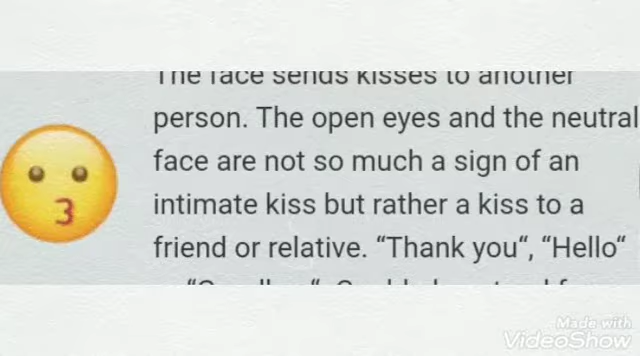 The face sends kisses to another
person. The open eyes and the neutral
face are not so much a sign of an
intimate kiss but rather a kiss to a
friend or relative. “Thank you“, “Hello“
Made with
VideoShow